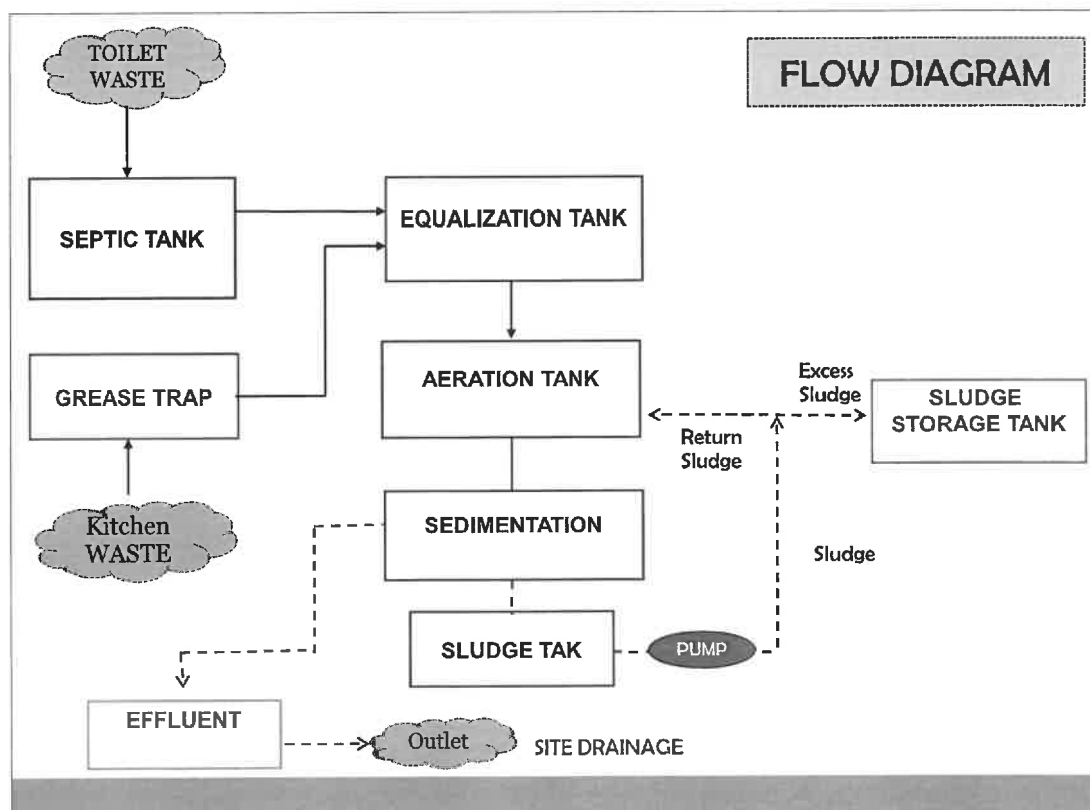 TOILET
WASTE
FLOW DIAGRAM
SEPTIC TANK
EQUALIZATION TANK
GREASE TRAP
AERATION TANK
Excess
Sludge
SLUDGE
STORAGE TANK
Return
Sludge
Kitchen
WASTE
SEDIMENTATION
Sludge
SLUDGE TAK
PUMP
EFFLUENT
Outlet
SITE DRAINAGE